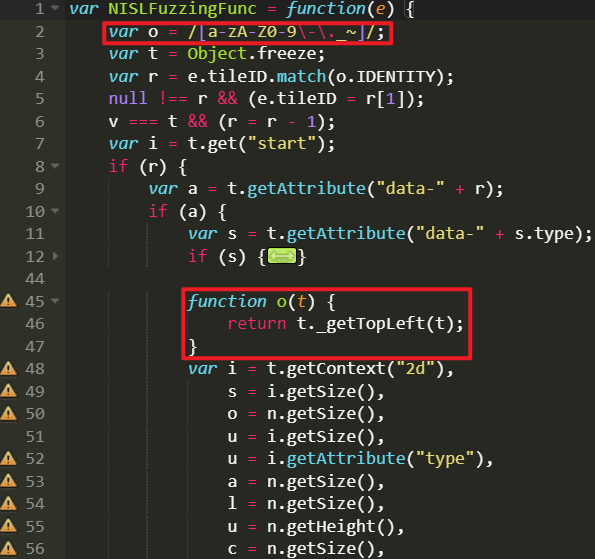 1 var NISLFuzzingFunc = function(e) {
2 var o = /[a-zA-Z0-9\-\._~]/;
3 var t = Object.freeze;
4 var r = e.tileID.match(o.IDENTITY);
5 null !== r && (e.tileID = r[1]);
6 v === t && (r = r - 1);
7 var i = t.get("start");
8 if (r) {
9 var a = t.getAttribute("data-" + r);
10 if (a) {
11 var s = t.getAttribute("data-" + s.type);
12 if (s) {}
44
45 function o(t) {
46 return t._getTopLeft(t);
47 }
48 var i = t.getContext("2d"),
49 s = i.getSize(),
50 o = n.getSize(),
51 u = i.getSize(),
52 u = i.getAttribute("type"),
53 a = n.getSize(),
54 l = n.getSize(),
55 u = n.getHeight(),
56 c = n.getSize(),